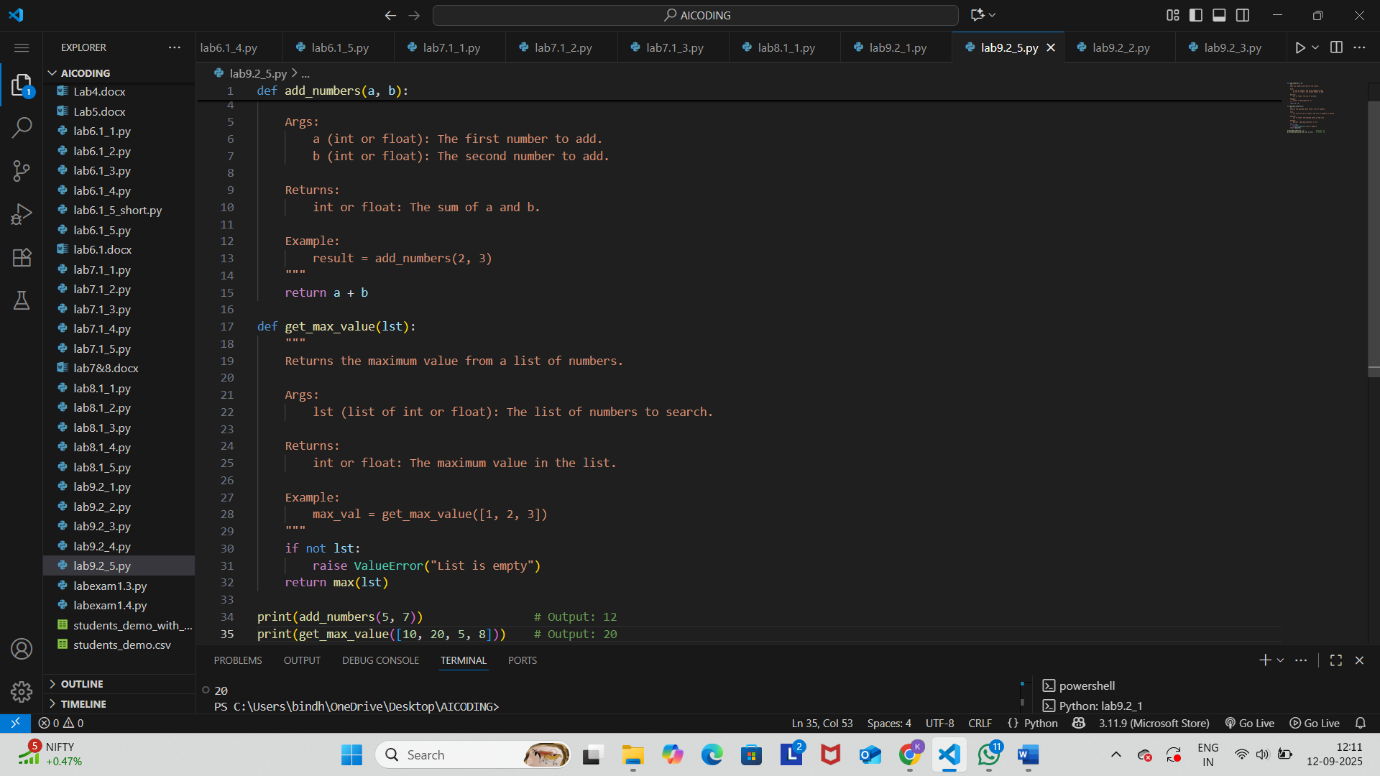 AICODING
EXPLORER
lab6.1_4.py
lab6.1_5.py
lab7.1_1.py
lab7.1_2.py
lab7.1_3.py
lab8.1_1.py
lab9.2_1.py
lab9.2_5.py
lab9.2_2.py
lab9.2_3.py
AICODING
Lab4.docx
Lab5.docx
lab6.1_1.py
lab6.1_2.py
lab6.1_3.py
lab6.1_4.py
lab6.1_5_short.py
lab6.1_5.py
lab6.1.docx
lab7.1_1.py
lab7.1_2.py
lab7.1_3.py
lab7.1_4.py
lab7.1_5.py
lab7&8.docx
lab8.1_1.py
lab8.1_2.py
lab8.1_3.py
lab8.1_4.py
lab8.1_5.py
lab9.2_1.py
lab9.2_2.py
lab9.2_3.py
lab9.2_4.py
lab9.2_5.py
labexam1.3.py
labexam1.4.py
students_demo_with_...
students_demo.csv
OUTLINE
TIMELINE
1
lab9.2_5.py > ...
1 def add_numbers(a, b):
4
5 Args:
6 a (int or float): The first number to add.
7 b (int or float): The second number to add.
8
9 Returns:
10 int or float: The sum of a and b.
11
12 Example:
13 result = add_numbers(2, 3)
14 """
15 return a + b
16
17 def get_max_value(lst):
18 """
19 Returns the maximum value from a list of numbers.
20
21 Args:
22 lst (list of int or float): The list of numbers to search.
23
24 Returns:
25 int or float: The maximum value in the list.
26
27 Example:
28 max_val = get_max_value([1, 2, 3])
29 """
30 if not lst:
31 raise ValueError("List is empty")
32 return max(lst)
33
34 print(add_numbers(5, 7)) # Output: 12
35 print(get_max_value([10, 20, 5, 8])) # Output: 20
PROBLEMS OUTPUT DEBUG CONSOLE TERMINAL PORTS
20
PS C:\Users\bindh\OneDrive\Desktop\AICODING>
powershell
Python: lab9.2_1
0 0 Ln 35, Col 53 Spaces: 4 UTF-8 CRLF {} Python 3.11.9 (Microsoft Store) Go Live Go Live
5
NIFTY
+0.47%
Search
2
K
11
ENG
IN
12:11
12-09-2025